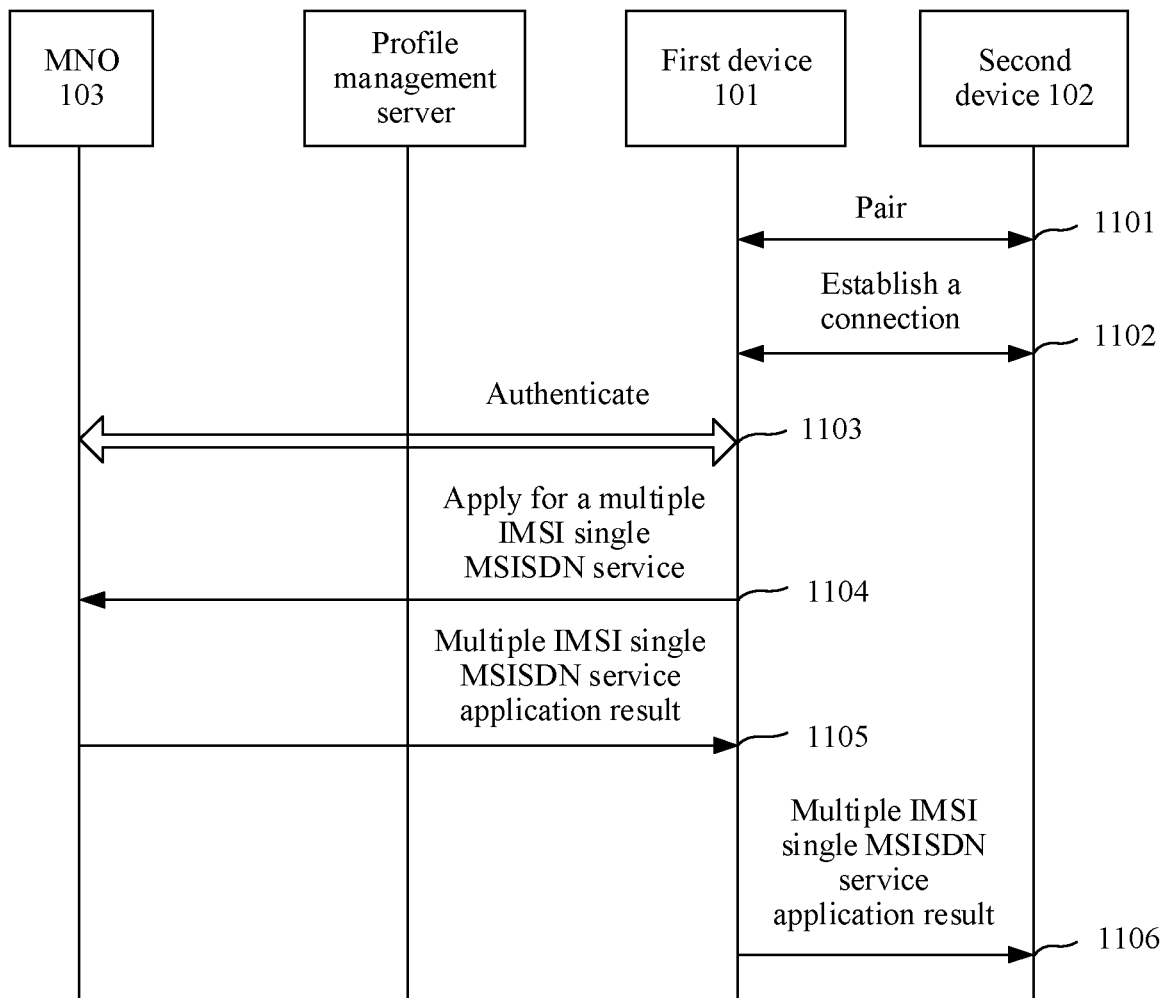 MNO
103
Profile
management
server
First device
101
Second
device 102
Pair
1101
Establish a
connection
1102
Authenticate
1103
Apply for a multiple
IMSI single
MSISDN service
1104
Multiple IMSI single
MSISDN service
application result
1105
Multiple IMSI
single MSISDN
service
application result
1106